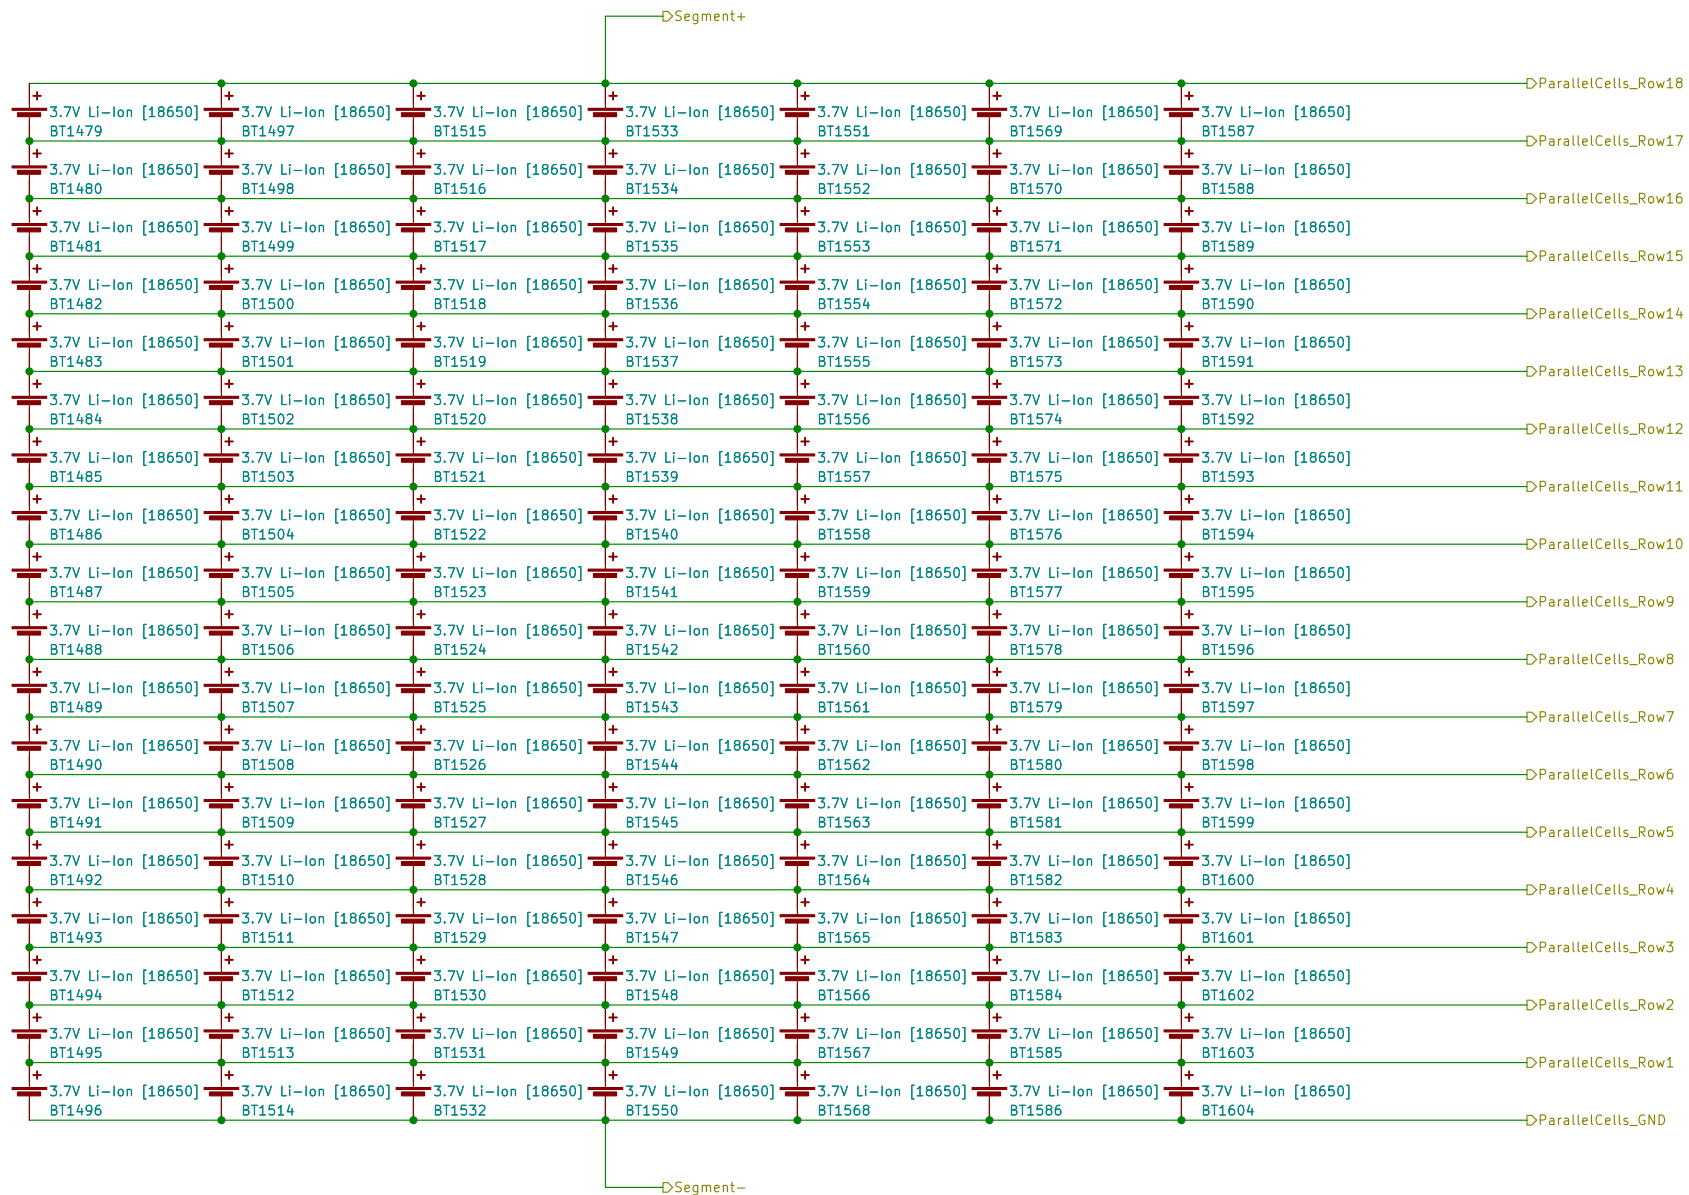 Segment+
ParallelCells_Row18
+ + + + + + +
3.7V Li-Ion [18650] 3.7V Li-Ion [18650] 3.7V Li-Ion [18650] 3.7V Li-Ion [18650] 3.7V Li-Ion [18650] 3.7V Li-Ion [18650] 3.7V Li-Ion [18650]
BT1479 BT1497 BT1515 BT1533 BT1551 BT1569 BT1587
ParallelCells_Row17
+ + + + + + +
3.7V Li-Ion [18650] 3.7V Li-Ion [18650] 3.7V Li-Ion [18650] 3.7V Li-Ion [18650] 3.7V Li-Ion [18650] 3.7V Li-Ion [18650] 3.7V Li-Ion [18650]
BT1480 BT1498 BT1516 BT1534 BT1552 BT1570 BT1588
ParallelCells_Row16
+ + + + + + +
3.7V Li-Ion [18650] 3.7V Li-Ion [18650] 3.7V Li-Ion [18650] 3.7V Li-Ion [18650] 3.7V Li-Ion [18650] 3.7V Li-Ion [18650] 3.7V Li-Ion [18650]
BT1481 BT1499 BT1517 BT1535 BT1553 BT1571 BT1589
ParallelCells_Row15
+ + + + + + +
3.7V Li-Ion [18650] 3.7V Li-Ion [18650] 3.7V Li-Ion [18650] 3.7V Li-Ion [18650] 3.7V Li-Ion [18650] 3.7V Li-Ion [18650] 3.7V Li-Ion [18650]
BT1482 BT1500 BT1518 BT1536 BT1554 BT1572 BT1590
ParallelCells_Row14
+ + + + + + +
3.7V Li-Ion [18650] 3.7V Li-Ion [18650] 3.7V Li-Ion [18650] 3.7V Li-Ion [18650] 3.7V Li-Ion [18650] 3.7V Li-Ion [18650] 3.7V Li-Ion [18650]
BT1483 BT1501 BT1519 BT1537 BT1555 BT1573 BT1591
ParallelCells_Row13
+ + + + + + +
3.7V Li-Ion [18650] 3.7V Li-Ion [18650] 3.7V Li-Ion [18650] 3.7V Li-Ion [18650] 3.7V Li-Ion [18650] 3.7V Li-Ion [18650] 3.7V Li-Ion [18650]
BT1484 BT1502 BT1520 BT1538 BT1556 BT1574 BT1592
ParallelCells_Row12
+ + + + + + +
3.7V Li-Ion [18650] 3.7V Li-Ion [18650] 3.7V Li-Ion [18650] 3.7V Li-Ion [18650] 3.7V Li-Ion [18650] 3.7V Li-Ion [18650] 3.7V Li-Ion [18650]
BT1485 BT1503 BT1521 BT1539 BT1557 BT1575 BT1593
ParallelCells_Row11
+ + + + + + +
3.7V Li-Ion [18650] 3.7V Li-Ion [18650] 3.7V Li-Ion [18650] 3.7V Li-Ion [18650] 3.7V Li-Ion [18650] 3.7V Li-Ion [18650] 3.7V Li-Ion [18650]
BT1486 BT1504 BT1522 BT1540 BT1558 BT1576 BT1594
ParallelCells_Row10
+ + + + + + +
3.7V Li-Ion [18650] 3.7V Li-Ion [18650] 3.7V Li-Ion [18650] 3.7V Li-Ion [18650] 3.7V Li-Ion [18650] 3.7V Li-Ion [18650] 3.7V Li-Ion [18650]
BT1487 BT1505 BT1523 BT1541 BT1559 BT1577 BT1595
ParallelCells_Row9
+ + + + + + +
3.7V Li-Ion [18650] 3.7V Li-Ion [18650] 3.7V Li-Ion [18650] 3.7V Li-Ion [18650] 3.7V Li-Ion [18650] 3.7V Li-Ion [18650] 3.7V Li-Ion [18650]
BT1488 BT1506 BT1524 BT1542 BT1560 BT1578 BT1596
ParallelCells_Row8
+ + + + + + +
3.7V Li-Ion [18650] 3.7V Li-Ion [18650] 3.7V Li-Ion [18650] 3.7V Li-Ion [18650] 3.7V Li-Ion [18650] 3.7V Li-Ion [18650] 3.7V Li-Ion [18650]
BT1489 BT1507 BT1525 BT1543 BT1561 BT1579 BT1597
ParallelCells_Row7
+ + + + + + +
3.7V Li-Ion [18650] 3.7V Li-Ion [18650] 3.7V Li-Ion [18650] 3.7V Li-Ion [18650] 3.7V Li-Ion [18650] 3.7V Li-Ion [18650] 3.7V Li-Ion [18650]
BT1490 BT1508 BT1526 BT1544 BT1562 BT1580 BT1598
ParallelCells_Row6
+ + + + + + +
3.7V Li-Ion [18650] 3.7V Li-Ion [18650] 3.7V Li-Ion [18650] 3.7V Li-Ion [18650] 3.7V Li-Ion [18650] 3.7V Li-Ion [18650] 3.7V Li-Ion [18650]
BT1491 BT1509 BT1527 BT1545 BT1563 BT1581 BT1599
ParallelCells_Row5
+ + + + + + +
3.7V Li-Ion [18650] 3.7V Li-Ion [18650] 3.7V Li-Ion [18650] 3.7V Li-Ion [18650] 3.7V Li-Ion [18650] 3.7V Li-Ion [18650] 3.7V Li-Ion [18650]
BT1492 BT1510 BT1528 BT1546 BT1564 BT1582 BT1600
ParallelCells_Row4
+ + + + + + +
3.7V Li-Ion [18650] 3.7V Li-Ion [18650] 3.7V Li-Ion [18650] 3.7V Li-Ion [18650] 3.7V Li-Ion [18650] 3.7V Li-Ion [18650] 3.7V Li-Ion [18650]
BT1493 BT1511 BT1529 BT1547 BT1565 BT1583 BT1601
ParallelCells_Row3
+ + + + + + +
3.7V Li-Ion [18650] 3.7V Li-Ion [18650] 3.7V Li-Ion [18650] 3.7V Li-Ion [18650] 3.7V Li-Ion [18650] 3.7V Li-Ion [18650] 3.7V Li-Ion [18650]
BT1494 BT1512 BT1530 BT1548 BT1566 BT1584 BT1602
ParallelCells_Row2
+ + + + + + +
3.7V Li-Ion [18650] 3.7V Li-Ion [18650] 3.7V Li-Ion [18650] 3.7V Li-Ion [18650] 3.7V Li-Ion [18650] 3.7V Li-Ion [18650] 3.7V Li-Ion [18650]
BT1495 BT1513 BT1531 BT1549 BT1567 BT1585 BT1603
ParallelCells_Row1
+ + + + + + +
3.7V Li-Ion [18650] 3.7V Li-Ion [18650] 3.7V Li-Ion [18650] 3.7V Li-Ion [18650] 3.7V Li-Ion [18650] 3.7V Li-Ion [18650] 3.7V Li-Ion [18650]
BT1496 BT1514 BT1532 BT1550 BT1568 BT1586 BT1604
ParallelCells_GND
Segment-